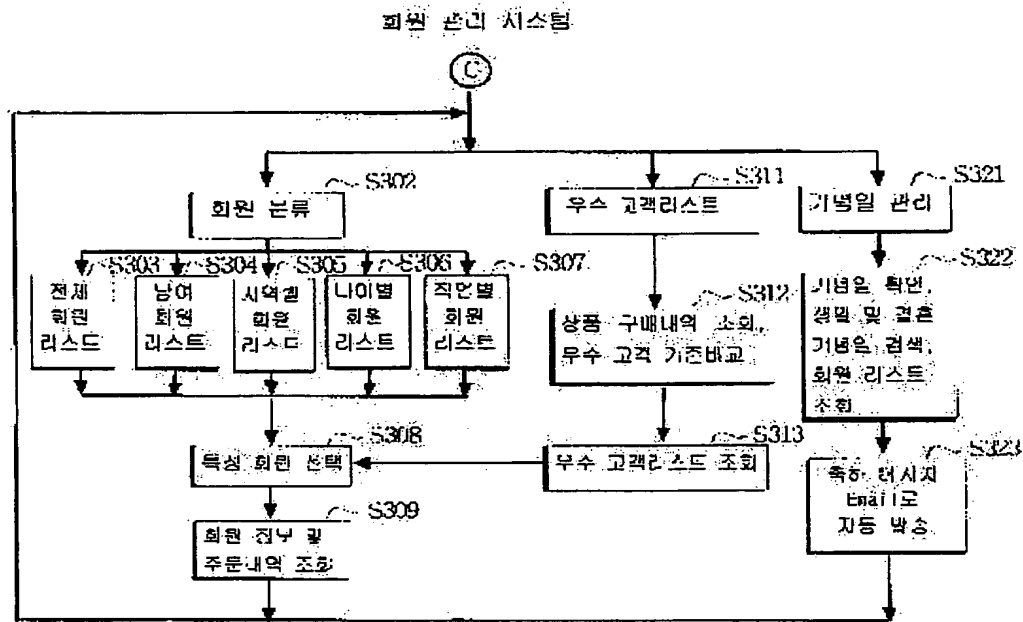 회원 관리 시스템
C
S302
회원 분류
S311
우수 고객리스트
S321
기념일 관리
S303
전체
회원
리스트
S304
남여
회원
리스트
S305
지역별
회원
리스트
S306
나이별
회원
리스트
S307
직업별
회원
리스트
S312
상품 구매내역 조회,
우수 고객 기준비교
S322
기념일 확인,
생일 및 결혼
기념일 검색,
회원 리스트
조회
S308
특정 회원 선택
S313
우수 고객리스트 조회
S323
축하 메시지
Email로
자동 발송
S309
회원 정보 및
주문내역 조회